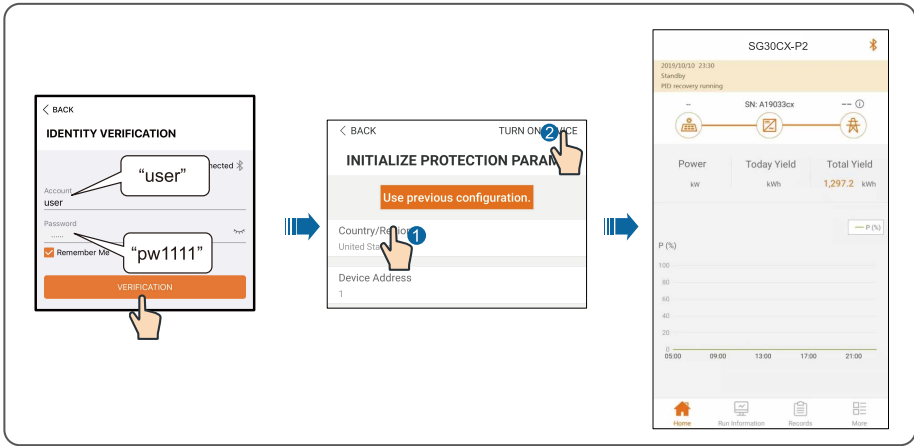 < BACK
IDENTITY VERIFICATION
nected
"user"
Account
user
Password
......
"pw1111"
Remember Me
VERIFICATION
< BACK
TURN ON
2
ICE
INITIALIZE PROTECTION PARAM
Use previous configuration.
Country/Region
1
United Sta
Device Address
1
SG30CX-P2
2019/10/10 23:30
Standby
PID recovery running
-- SN: A19033cx --
Power Today Yield Total Yield
kW kWh 1,297.2 kWh
P (%)
P (%)
100
80
60
40
20
0
05:00 09:00 13:00 17:00 21:00
Home Run Information Records More